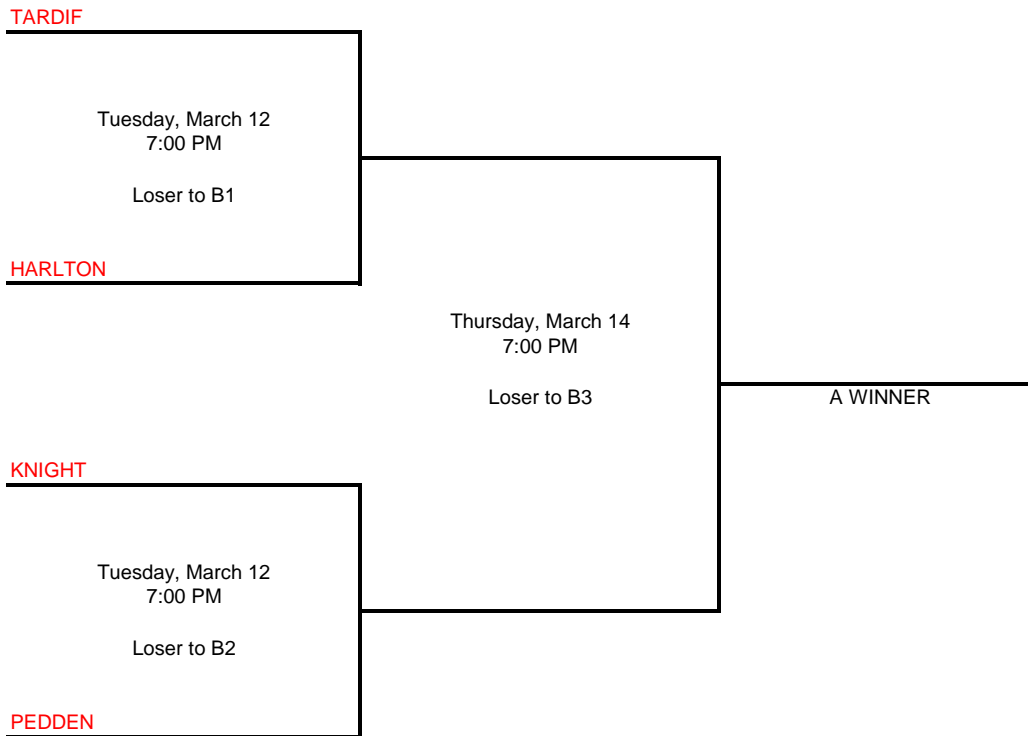 TARDIF
Tuesday, March 12
7:00 PM
Loser to B1
HARLTON
Thursday, March 14
7:00 PM
Loser to B3
A WINNER
KNIGHT
Tuesday, March 12
7:00 PM
Loser to B2
PEDDEN